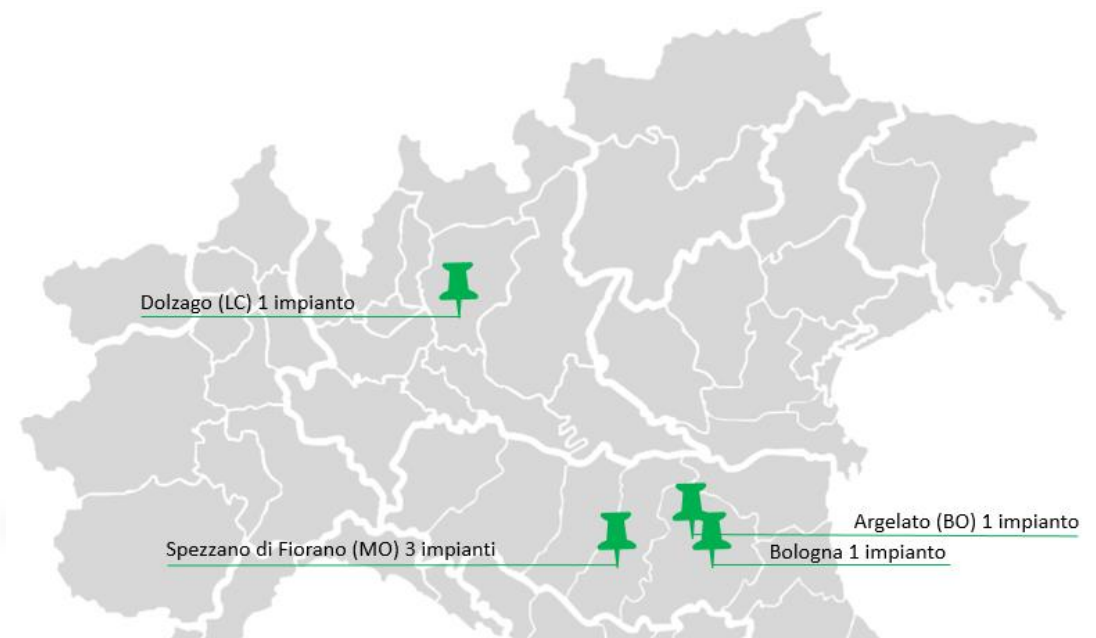 Dolzago (LC) 1 impianto
Argelato (BO) 1 impianto
Spezzano di Fiorano (MO) 3 impianti
Bologna 1 impianto